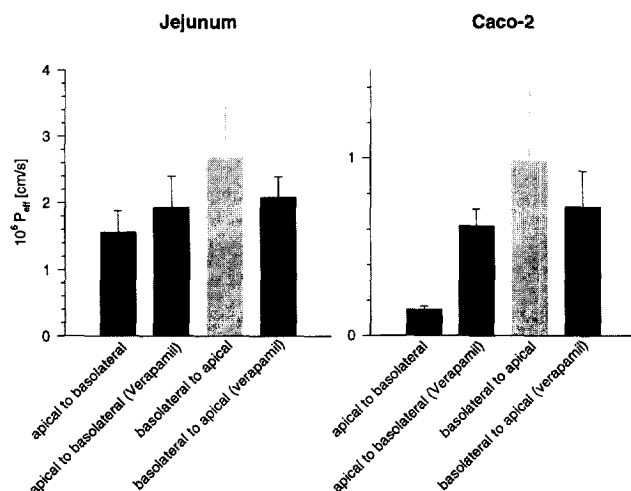 Jejunum
Caco-2
10⁶ P_eff [cm/s]
4
3
2
1
0
1
0
apical to basolateral
apical to basolateral (Verapamil)
basolateral to apical
basolateral to apical (verapamil)
apical to basolateral
apical to basolateral (Verapamil)
basolateral to apical
basolateral to apical (verapamil)